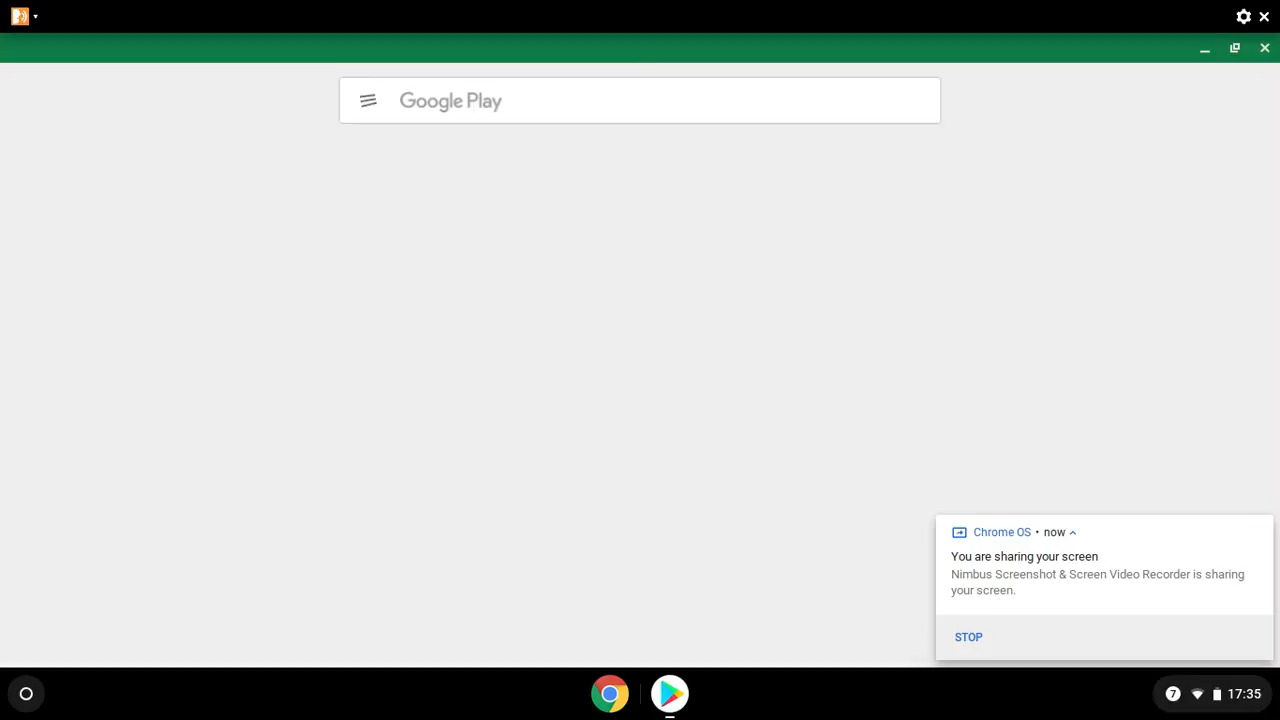 Google Play
Chrome OS • now
You are sharing your screen
Nimbus Screenshot & Screen Video Recorder is sharing
your screen.
STOP
7 17:35